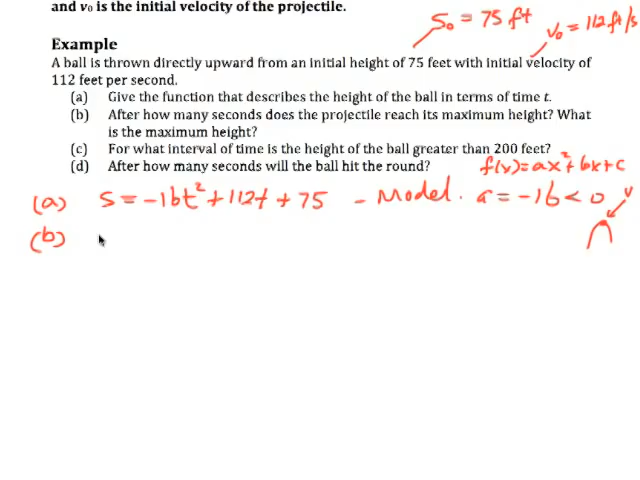 and v₀ is the initial velocity of the projectile.
S₀ = 75 ft
v₀ = 112 ft/s
Example
A ball is thrown directly upward from an initial height of 75 feet with initial velocity of
112 feet per second.
(a) Give the function that describes the height of the ball in terms of time t.
(b) After how many seconds does the projectile reach its maximum height? What
is the maximum height?
(c) For what interval of time is the height of the ball greater than 200 feet?
(d) After how many seconds will the ball hit the round?
f(x)=ax²+bx+c
(a) S = -16t² + 112t + 75 - Model. a = -16 < 0
V
(b)